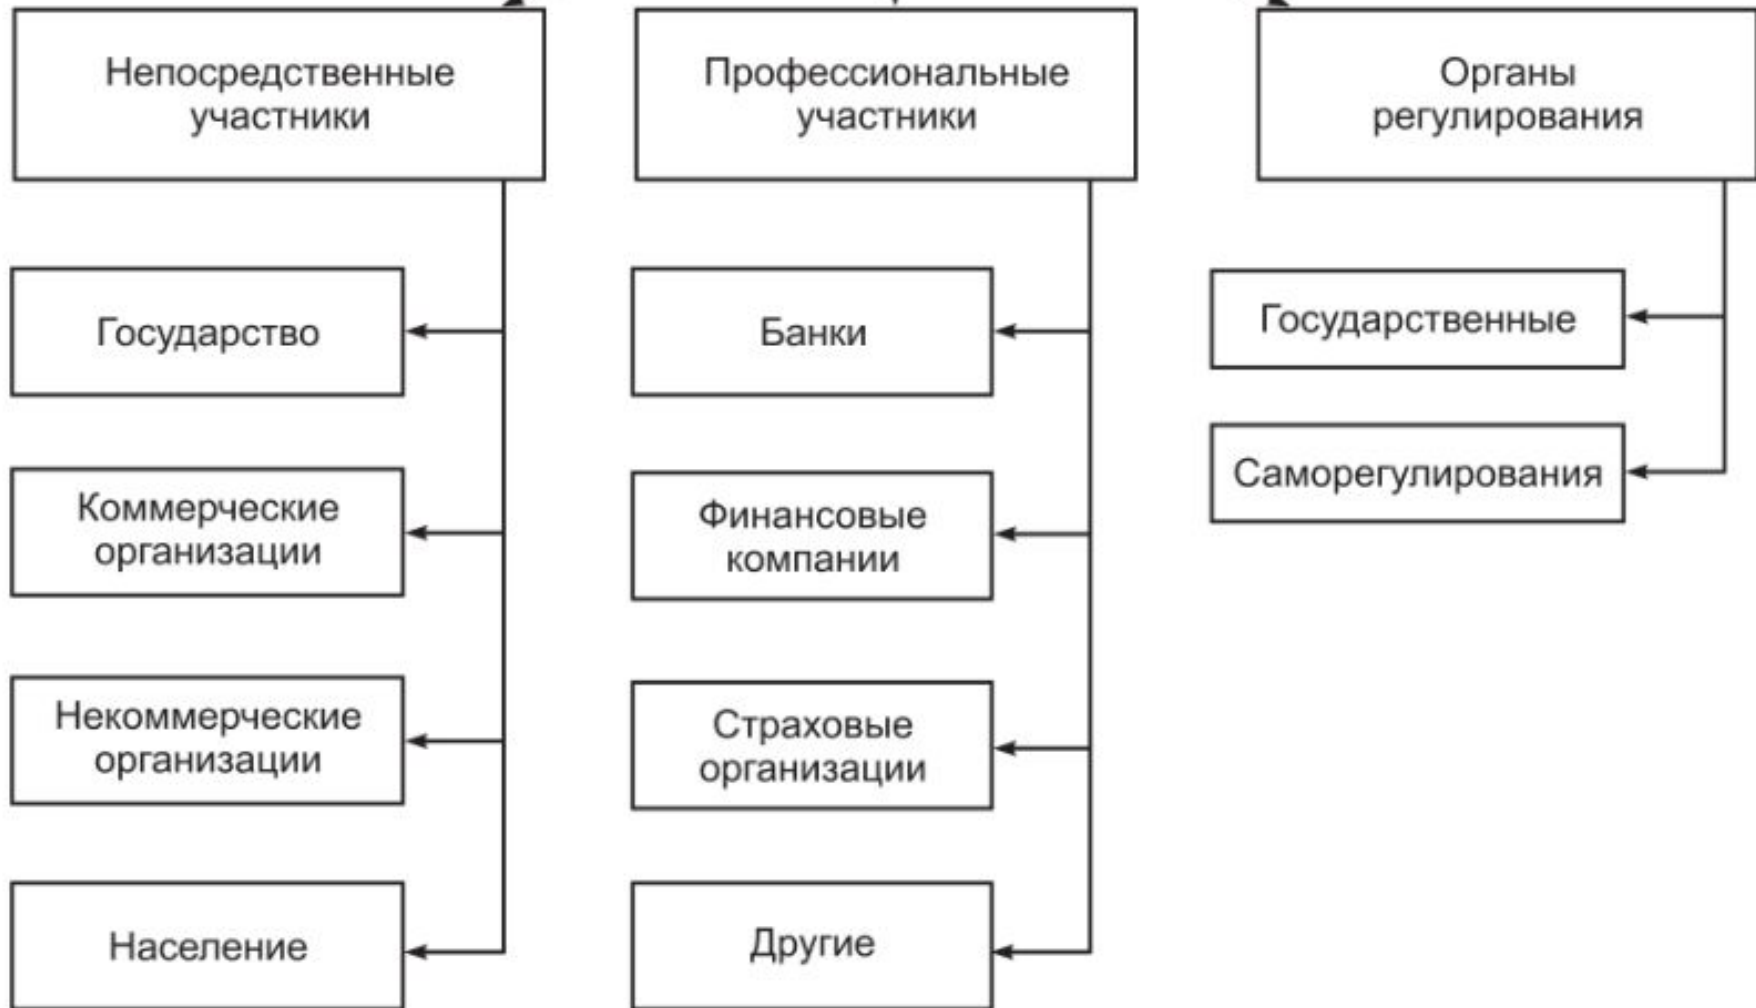 Непосредственные
участники
Профессиональные
участники
Органы
регулирования
Государство
Банки
Государственные
Коммерческие
организации
Финансовые
компании
Саморегулирования
Некоммерческие
организации
Страховые
организации
Население
Другие